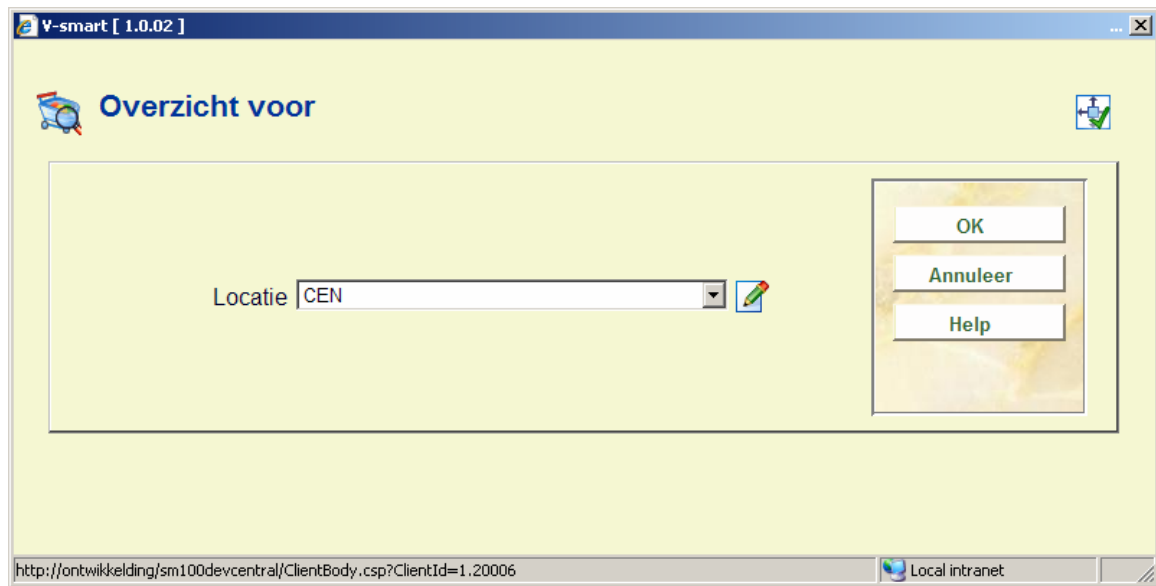 V-smart [ 1.0.02 ]
...
Overzicht voor
Locatie CEN
OK
Annuleer
Help
http://ontwikkelding/sm100devcentral/ClientBody.csp?ClientId=1.20006
Local intranet